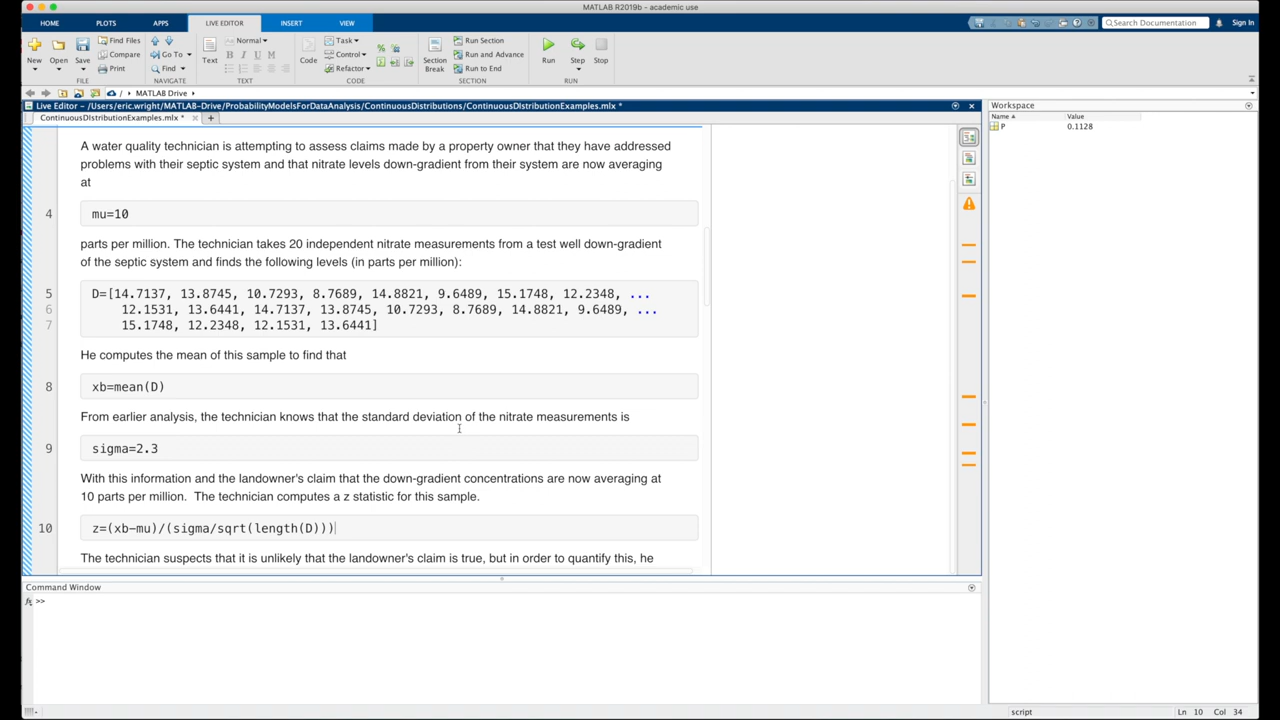 MATLAB R2019b - academic use
HOME PLOTS APPS LIVE EDITOR INSERT VIEW
Search Documentation Sign In
New Open Save Find Files Compare Print
FILE
Go To Find
NAVIGATE
Text Normal B I U M
TEXT
Code Task Control Refactor
CODE
Section Break Run Section Run and Advance Run to End
SECTION
Run Step Stop
RUN
/ MATLAB Drive
Live Editor - /Users/eric.wright/MATLAB-Drive/ProbabilityModelsForDataAnalysis/ContinuousDistributions/ContinuousDIstributionExamples.mlx *
ContinuousDIstributionExamples.mlx * × +
A water quality technician is attempting to assess claims made by a property owner that they have addressed
problems with their septic system and that nitrate levels down-gradient from their system are now averaging
at
4 mu=10
parts per million. The technician takes 20 independent nitrate measurements from a test well down-gradient
of the septic system and finds the following levels (in parts per million):
5 D=[14.7137, 13.8745, 10.7293, 8.7689, 14.8821, 9.6489, 15.1748, 12.2348, ...
6 12.1531, 13.6441, 14.7137, 13.8745, 10.7293, 8.7689, 14.8821, 9.6489, ...
7 15.1748, 12.2348, 12.1531, 13.6441]
He computes the mean of this sample to find that
8 xb=mean(D)
From earlier analysis, the technician knows that the standard deviation of the nitrate measurements is
9 sigma=2.3
With this information and the landowner's claim that the down-gradient concentrations are now averaging at
10 parts per million. The technician computes a z statistic for this sample.
10 z=(xb-mu)/(sigma/sqrt(length(D)))
The technician suspects that it is unlikely that the landowner's claim is true, but in order to quantify this, he
Command Window
fx >>
Workspace
Name Value
P 0.1128
script Ln 10 Col 34